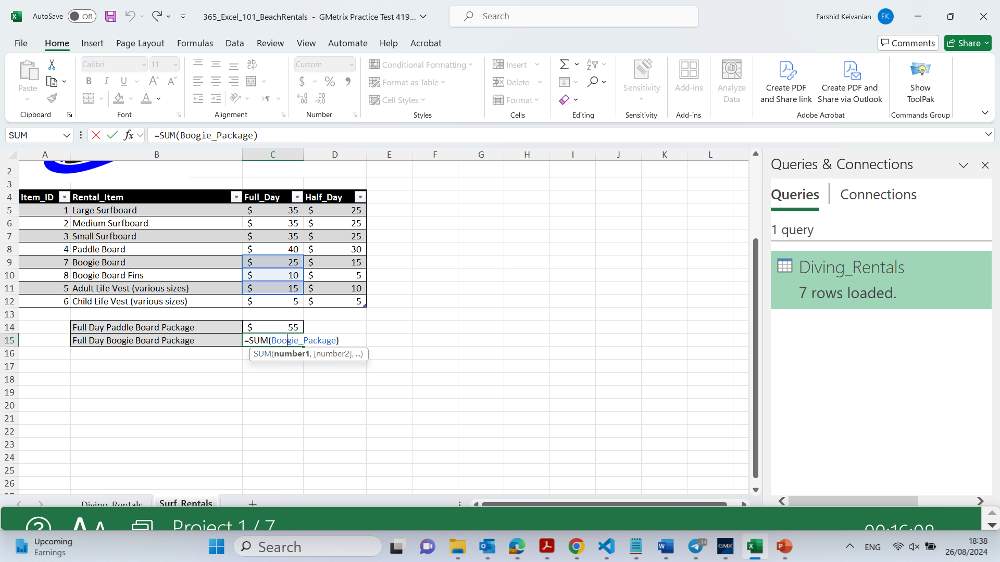 AutoSave Off 365_Excel_101_BeachRentals - GMetrix Practice Test 419... Search Farshid Keivanian FK
File Home Insert Page Layout Formulas Data Review View Automate Help Acrobat Comments Share
Paste Calibri 11 Custom Conditional Formatting Format as Table Cell Styles Insert Delete Format Sensitivity Add-ins Analyze Data Create PDF and Share link Create PDF and Share via Outlook Show ToolPak
Clipboard Font Alignment Number Styles Cells Editing Sensitivity Add-ins Adobe Acrobat Commands Group
SUM fx =SUM(Boogie_Package)
A B C D E F G H I J K L
2
3
4 Item_ID Rental_Item Full_Day Half_Day
5 1 Large Surfboard $ 35 $ 25
6 2 Medium Surfboard $ 35 $ 25
7 3 Small Surfboard $ 35 $ 25
8 4 Paddle Board $ 40 $ 30
9 7 Boogie Board $ 25 $ 15
10 8 Boogie Board Fins $ 10 $ 5
11 5 Adult Life Vest (various sizes) $ 15 $ 10
12 6 Child Life Vest (various sizes) $ 5 $ 5
13
14 Full Day Paddle Board Package $ 55
15 Full Day Boogie Board Package =SUM(Boogie_Package)
16 SUM(number1, [number2], ...)
17
18
19
20
21
22
23
24
25
26
Queries & Connections
Queries Connections
1 query
Diving_Rentals
7 rows loaded.
Diving_Rentals Surf_Rentals
Project 1 / 7 00:16:08
Upcoming
Earnings
Search
14
GMX
ENG
18:38
26/08/2024